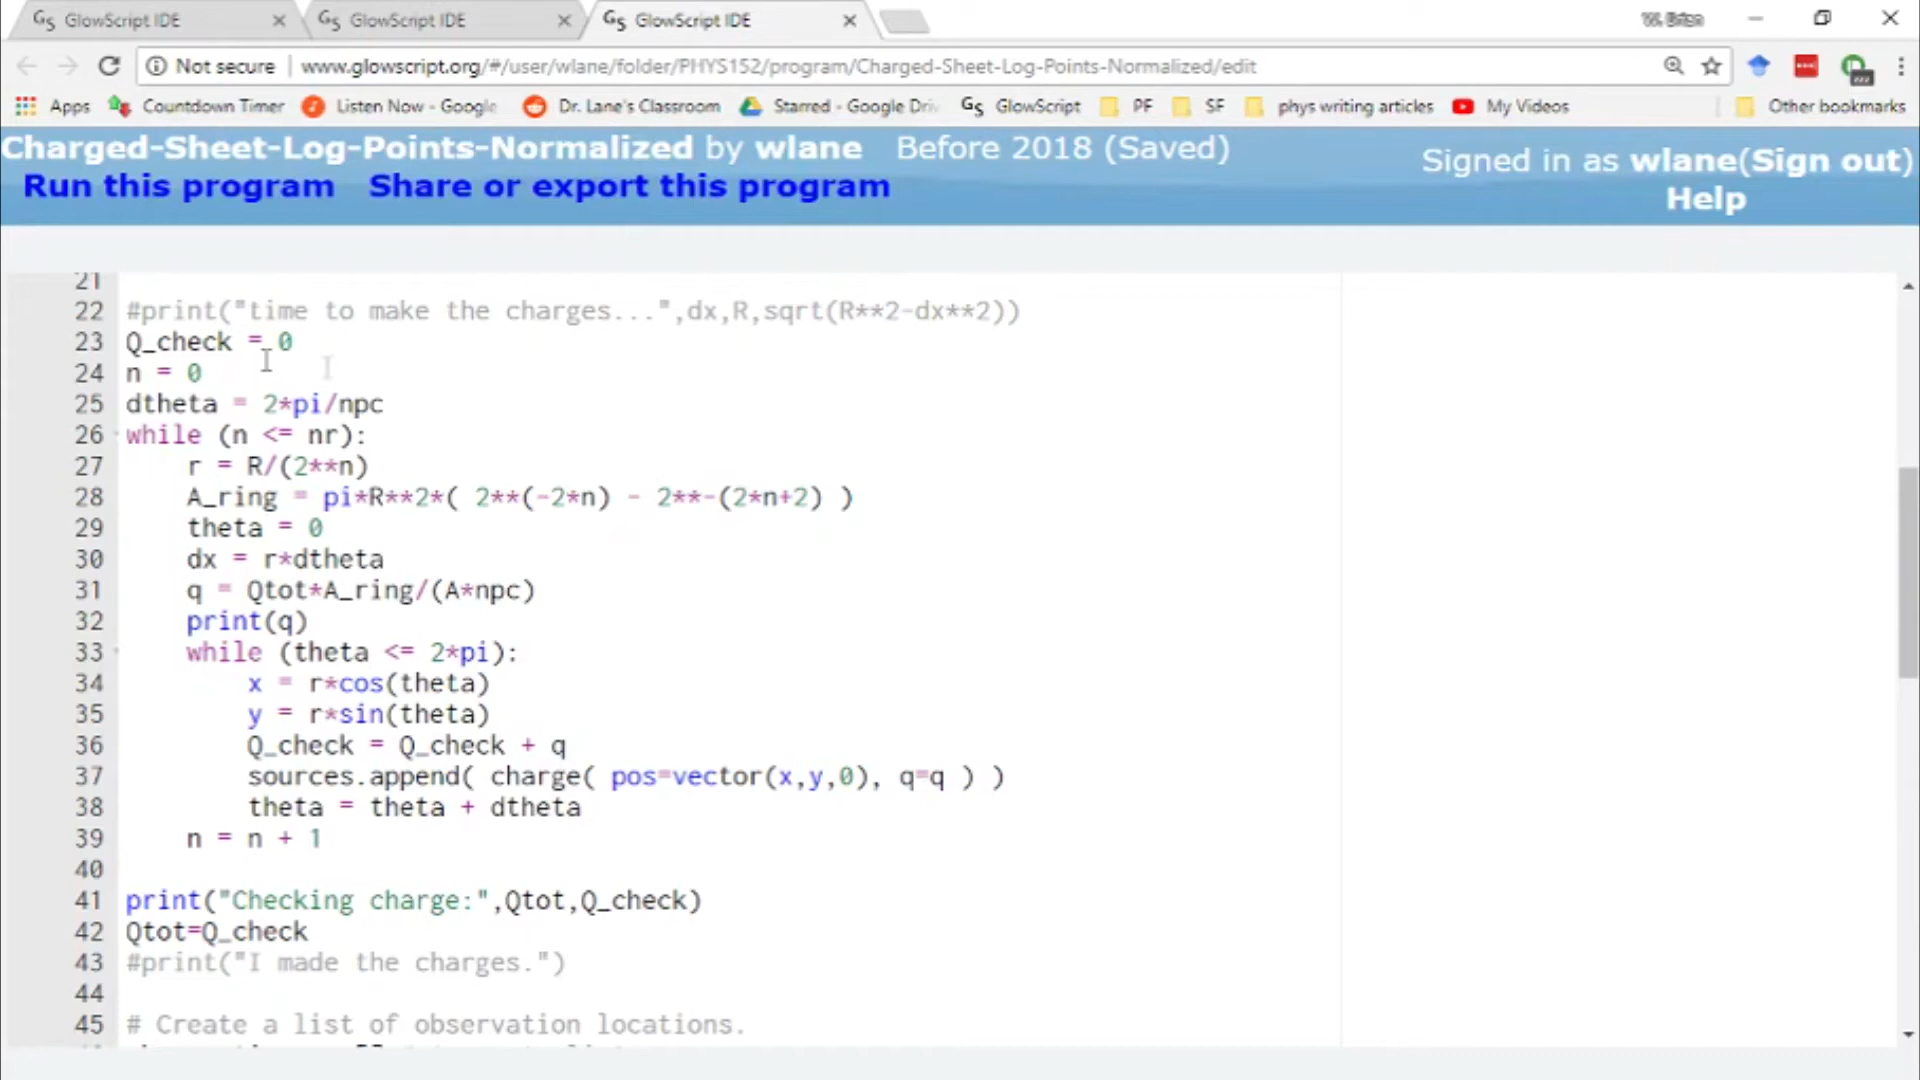 GlowScript IDE
GlowScript IDE
GlowScript IDE
W. Brian
Not secure | www.glowscript.org/#/user/wlane/folder/PHYS152/program/Charged-Sheet-Log-Points-Normalized/edit
Apps Countdown Timer Listen Now - Google Dr. Lane's Classroom Starred - Google Driv GlowScript PF SF phys writing articles My Videos Other bookmarks
Charged-Sheet-Log-Points-Normalized by wlane Before 2018 (Saved)
Signed in as wlane(Sign out)
Run this program Share or export this program
Help
21
22 #print("time to make the charges...",dx,R,sqrt(R**2-dx**2))
23 Q_check = 0
24 n = 0
25 dtheta = 2*pi/npc
26 while (n <= nr):
27 r = R/(2**n)
28 A_ring = pi*R**2*( 2**(-2*n) - 2**-(2*n+2) )
29 theta = 0
30 dx = r*dtheta
31 q = Qtot*A_ring/(A*npc)
32 print(q)
33 while (theta <= 2*pi):
34 x = r*cos(theta)
35 y = r*sin(theta)
36 Q_check = Q_check + q
37 sources.append( charge( pos=vector(x,y,0), q=q ) )
38 theta = theta + dtheta
39 n = n + 1
40
41 print("Checking charge:",Qtot,Q_check)
42 Qtot=Q_check
43 #print("I made the charges.")
44
45 # Create a list of observation locations.